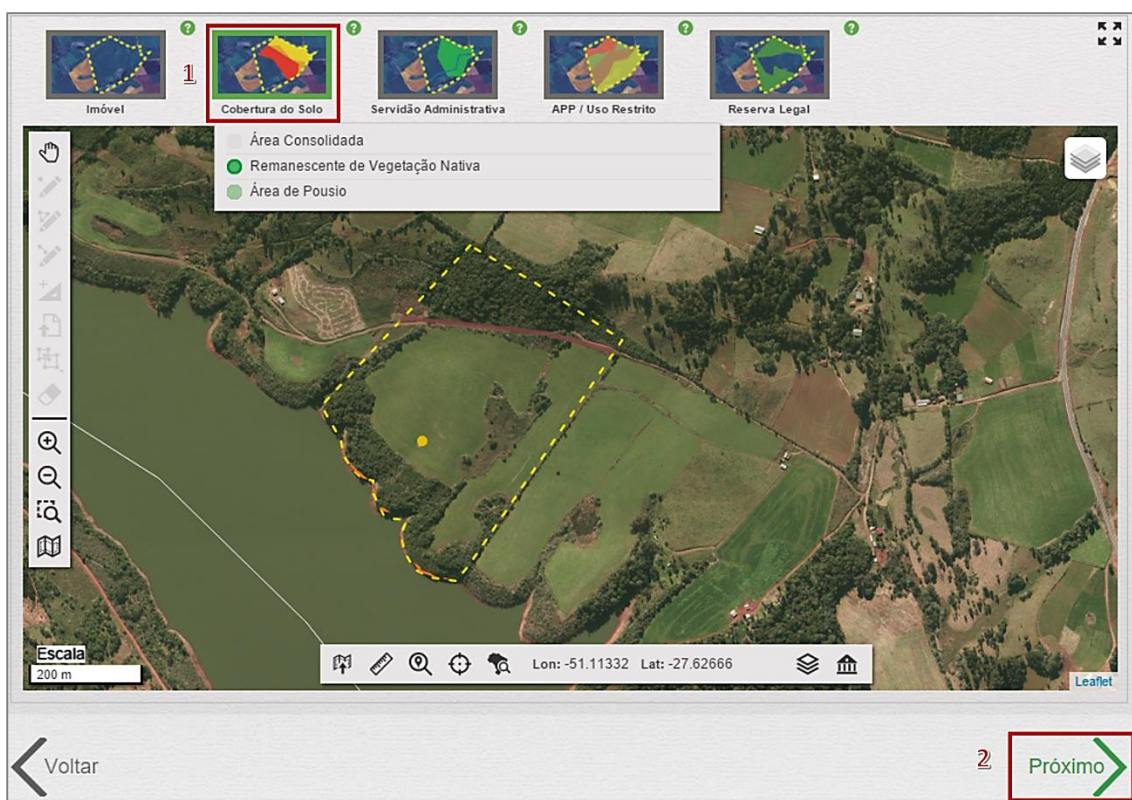 ? ? ? ? ?
1
Imóvel Cobertura do Solo Servidão Administrativa APP / Uso Restrito Reserva Legal
Área Consolidada
Remanescente de Vegetação Nativa
Área de Pousio
Escala
200 m
Lon: -51.11332 Lat: -27.62666
Leaflet
Voltar
2 Próximo